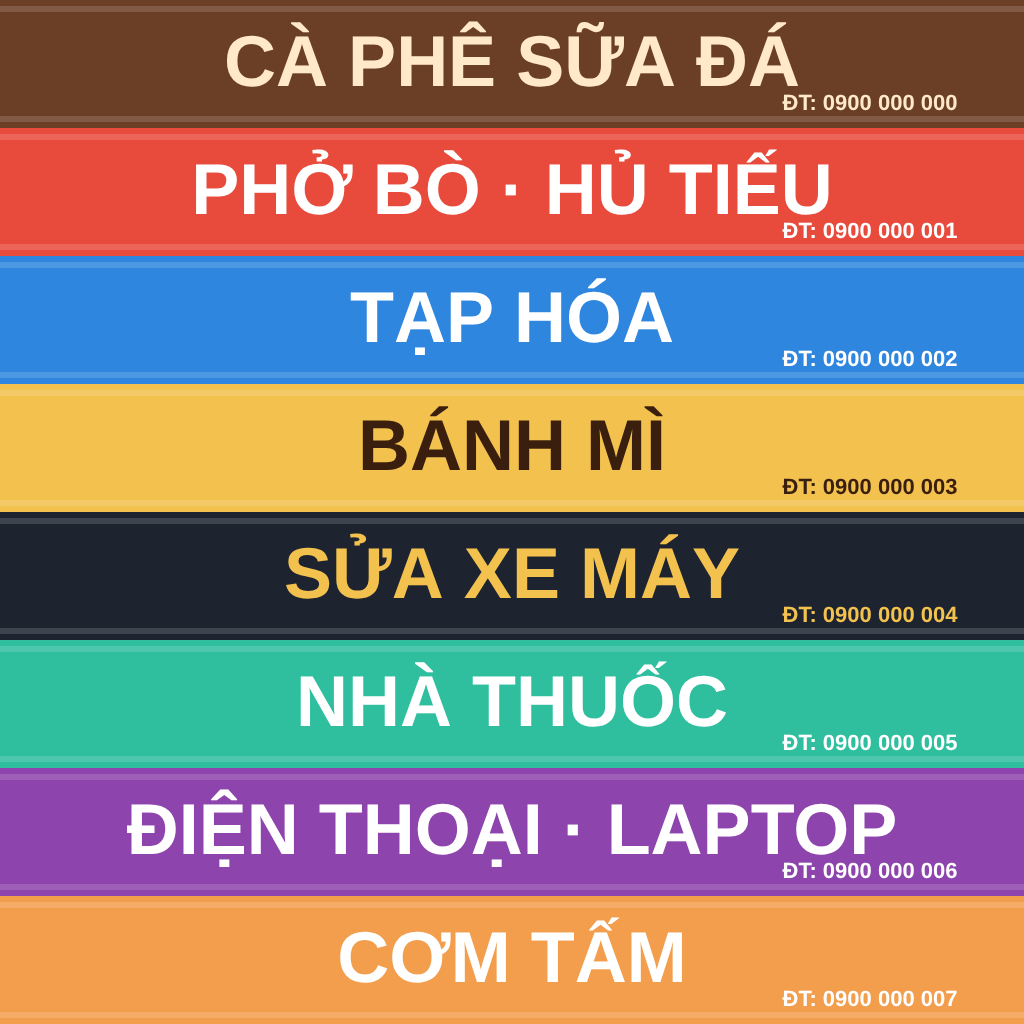 CÀ PHÊ SỮA ĐÁ
ĐT: 0900 000 000
PHỞ BÒ · HỦ TIẾU
ĐT: 0900 000 001
TẠP HÓA
ĐT: 0900 000 002
BÁNH MÌ
ĐT: 0900 000 003
SỬA XE MÁY
ĐT: 0900 000 004
NHÀ THUỐC
ĐT: 0900 000 005
ĐIỆN THOẠI · LAPTOP
ĐT: 0900 000 006
CƠM TẤM
ĐT: 0900 000 007